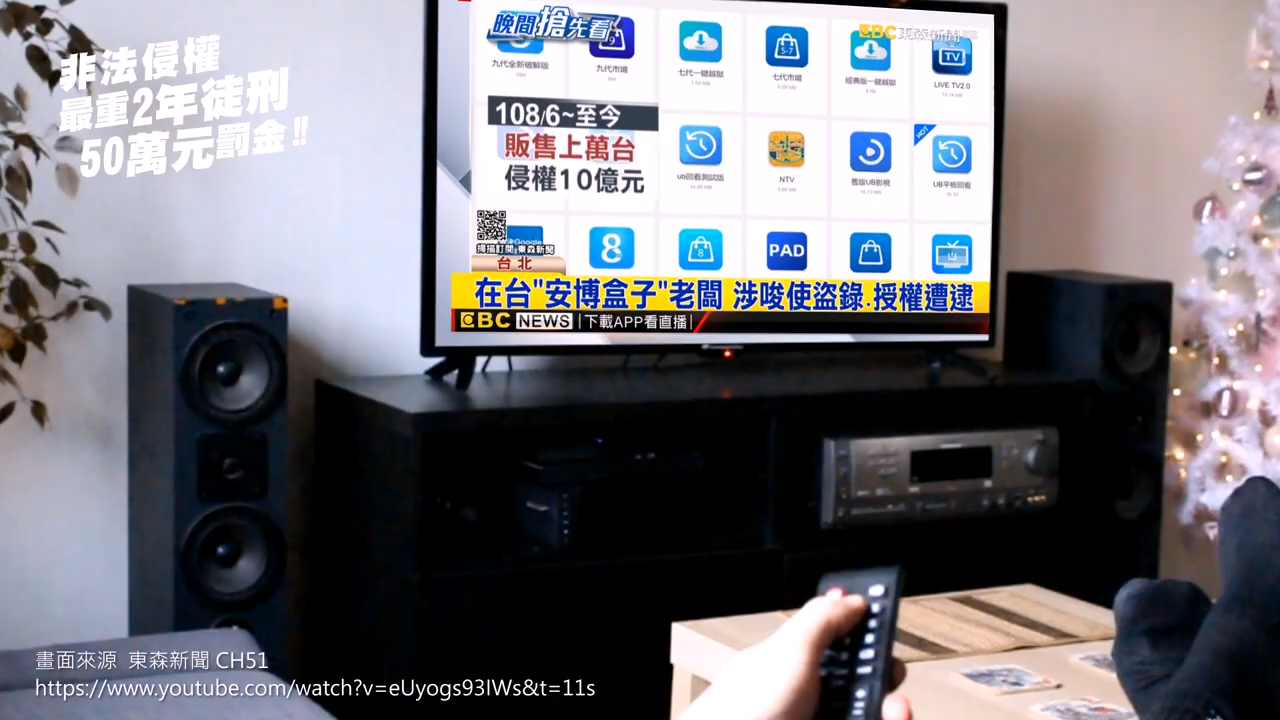 非法侵權
最重2年徒刑
50萬元罰金!!
晚間搶先看
EBC東森新聞
九代全新破解版
九代市場
七代一鍵越獄
七代市場
經典版一鍵越獄
LIVE TV2.0
108/6~至今
販售上萬台
侵權10億元
ub回看測試版
NTV
舊版UB影視
HOT
UB平板回看
Google
掃描訂閱 東森新聞
台北
8
8
PAD
在台"安博盒子"老闆 涉唆使盜錄.授權遭逮
EBC NEWS 下載APP看直播
畫面來源 東森新聞 CH51
https://www.youtube.com/watch?v=eUyogs93lWs&t=11s